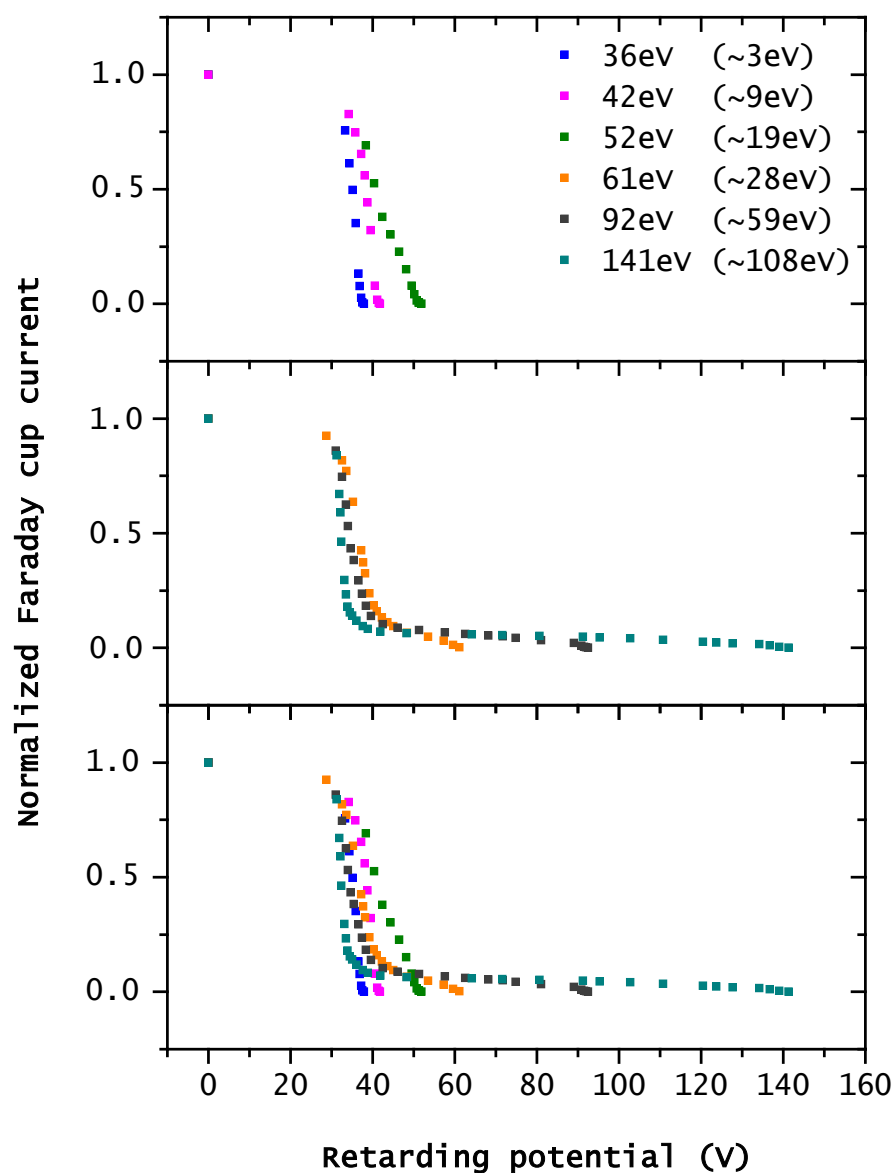 36eV (~3eV)
42eV (~9eV)
52eV (~19eV)
61eV (~28eV)
92eV (~59eV)
141eV (~108eV)
1.0
0.5
0.0
1.0
0.5
0.0
1.0
0.5
0.0
0 20 40 60 80 100 120 140 160
Retarding potential (V)
Normalized Faraday cup current